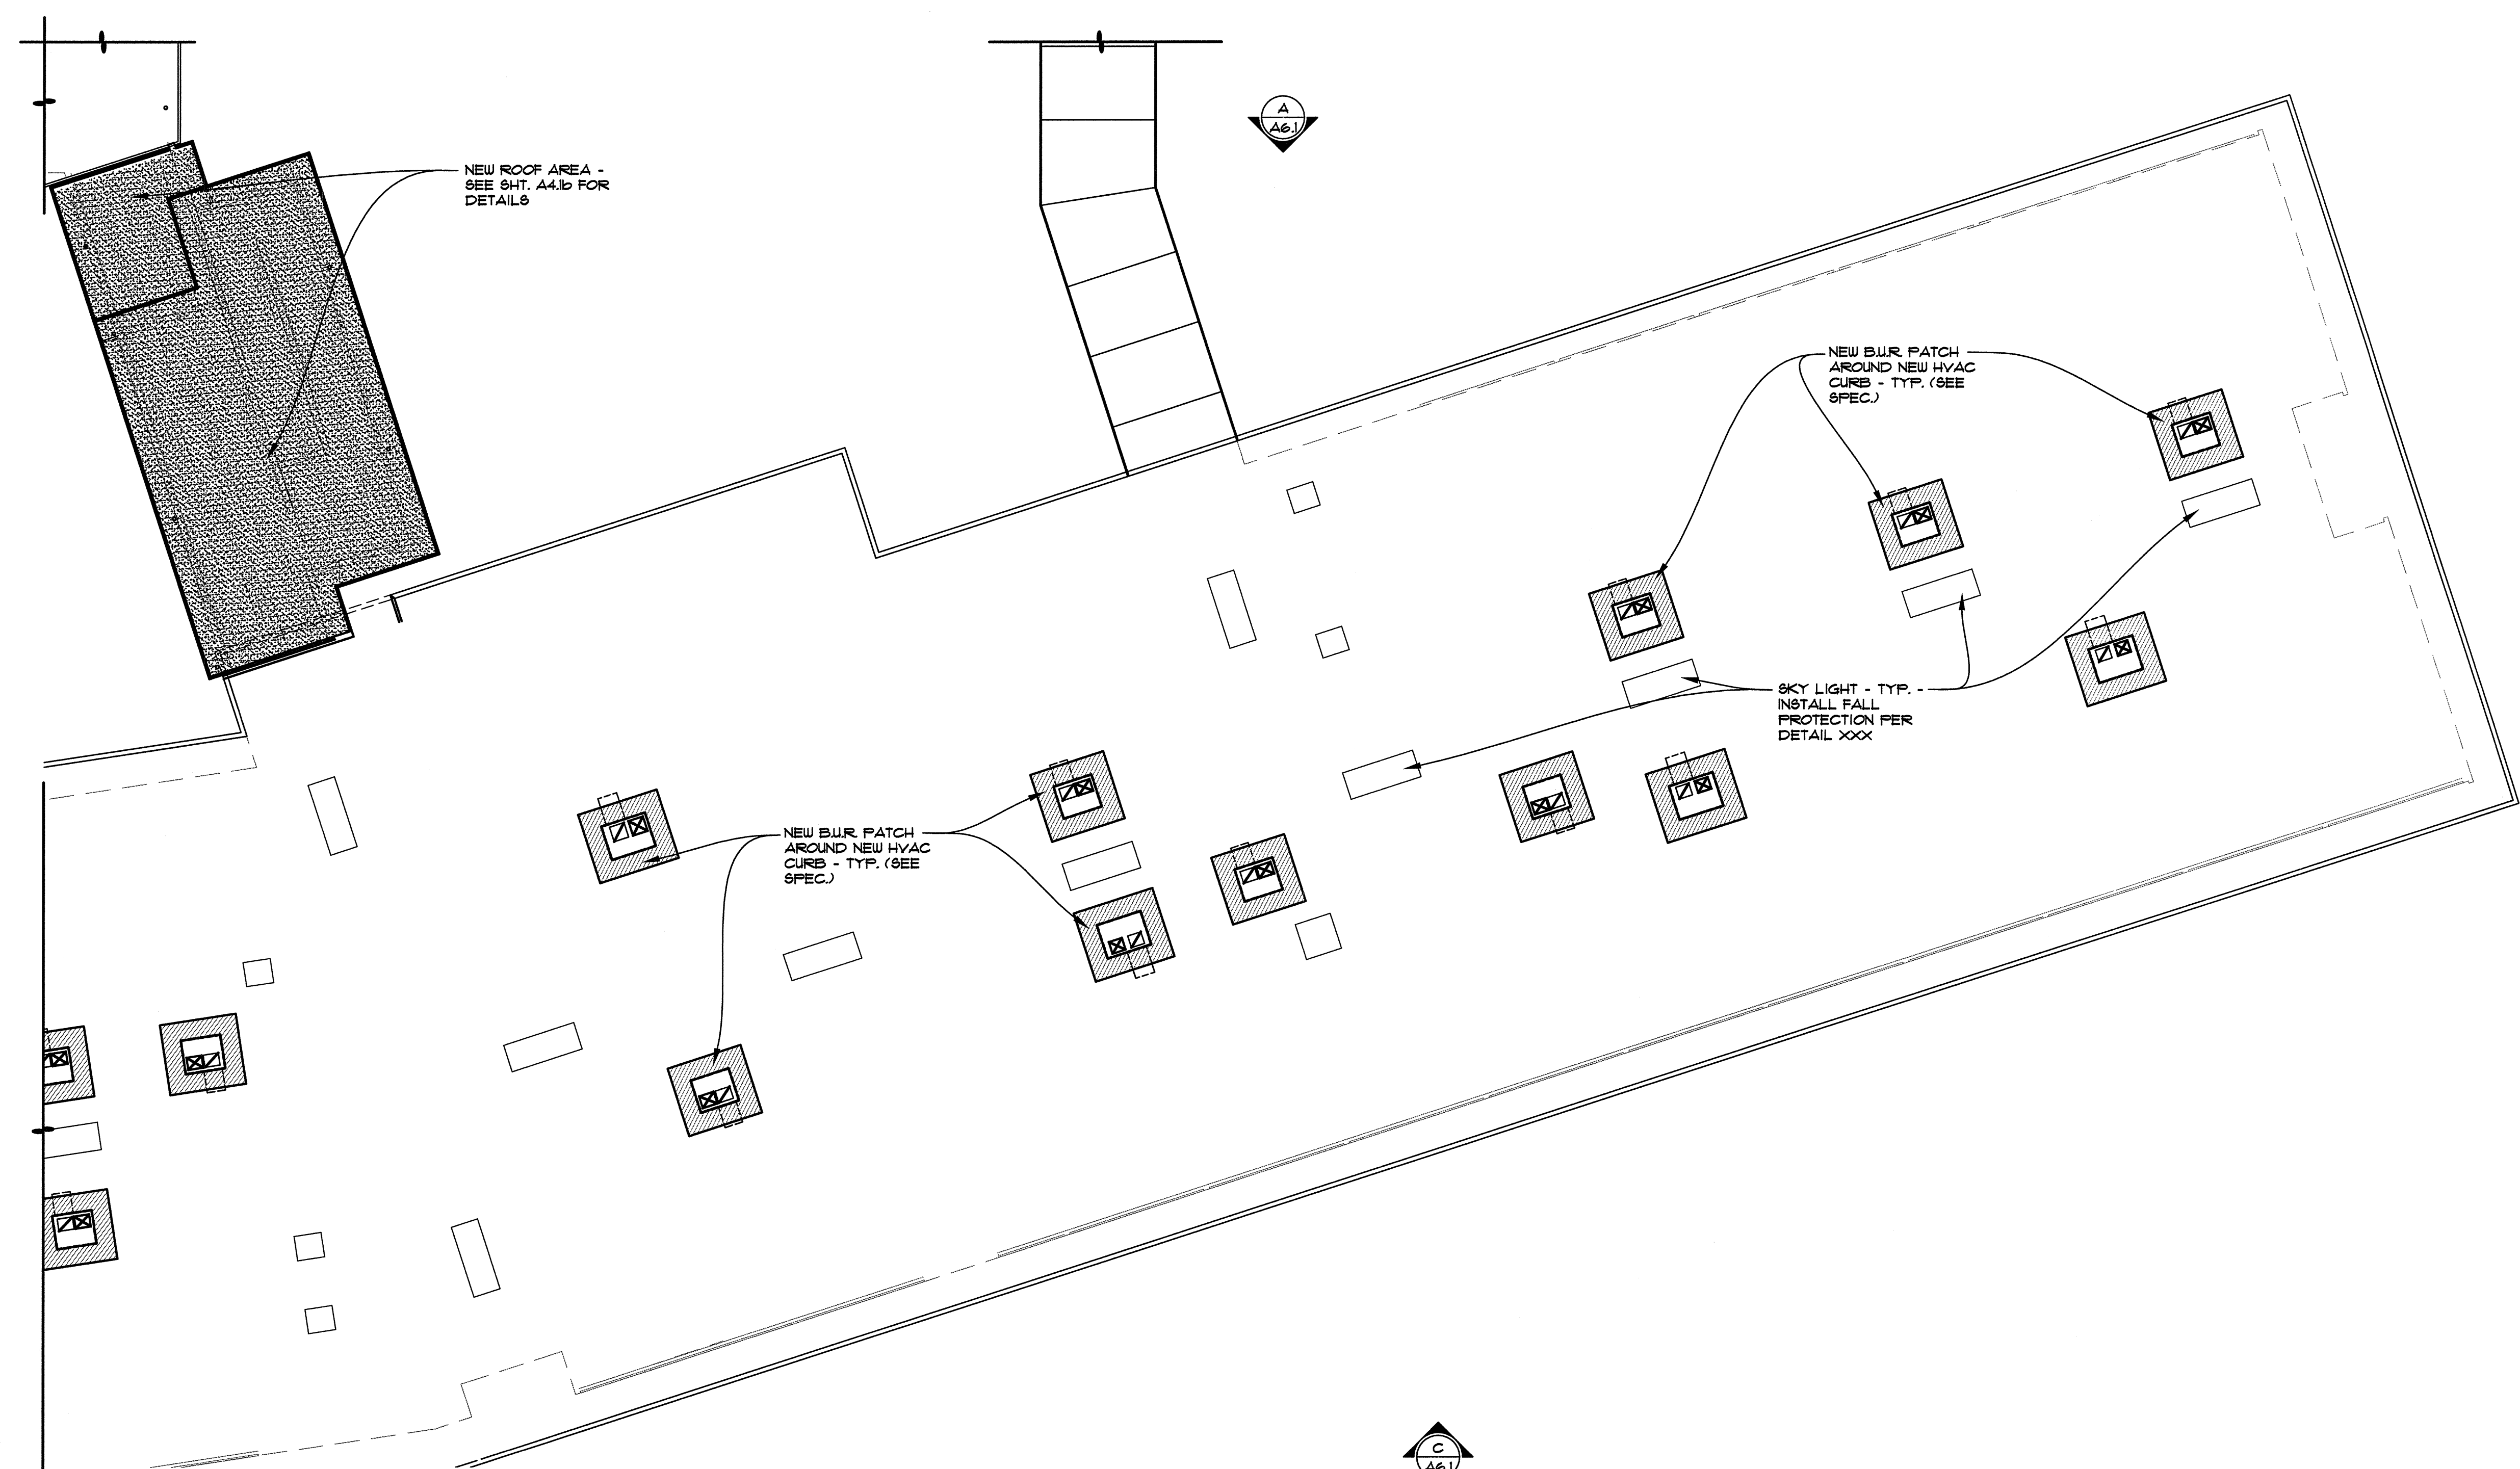 A
A6.1
NEW ROOF AREA -
SEE SHT. A4.1b FOR
DETAILS
NEW B.U.R. PATCH
AROUND NEW HVAC
CURB - TYP. (SEE
SPEC.)
SKY LIGHT - TYP. -
INSTALL FALL
PROTECTION PER
DETAIL XXX
NEW B.U.R. PATCH
AROUND NEW HVAC
CURB - TYP. (SEE
SPEC.)
C
A6.1